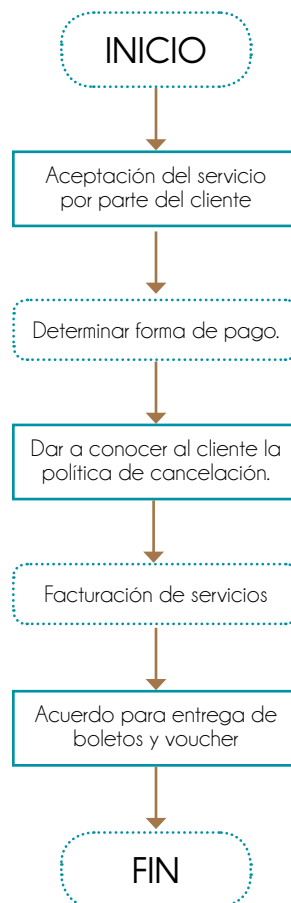 INICIO
Aceptación del servicio
por parte del cliente
Determinar forma de pago.
Dar a conocer al cliente la
política de cancelación.
Facturación de servicios
Acuerdo para entrega de
boletos y voucher
FIN